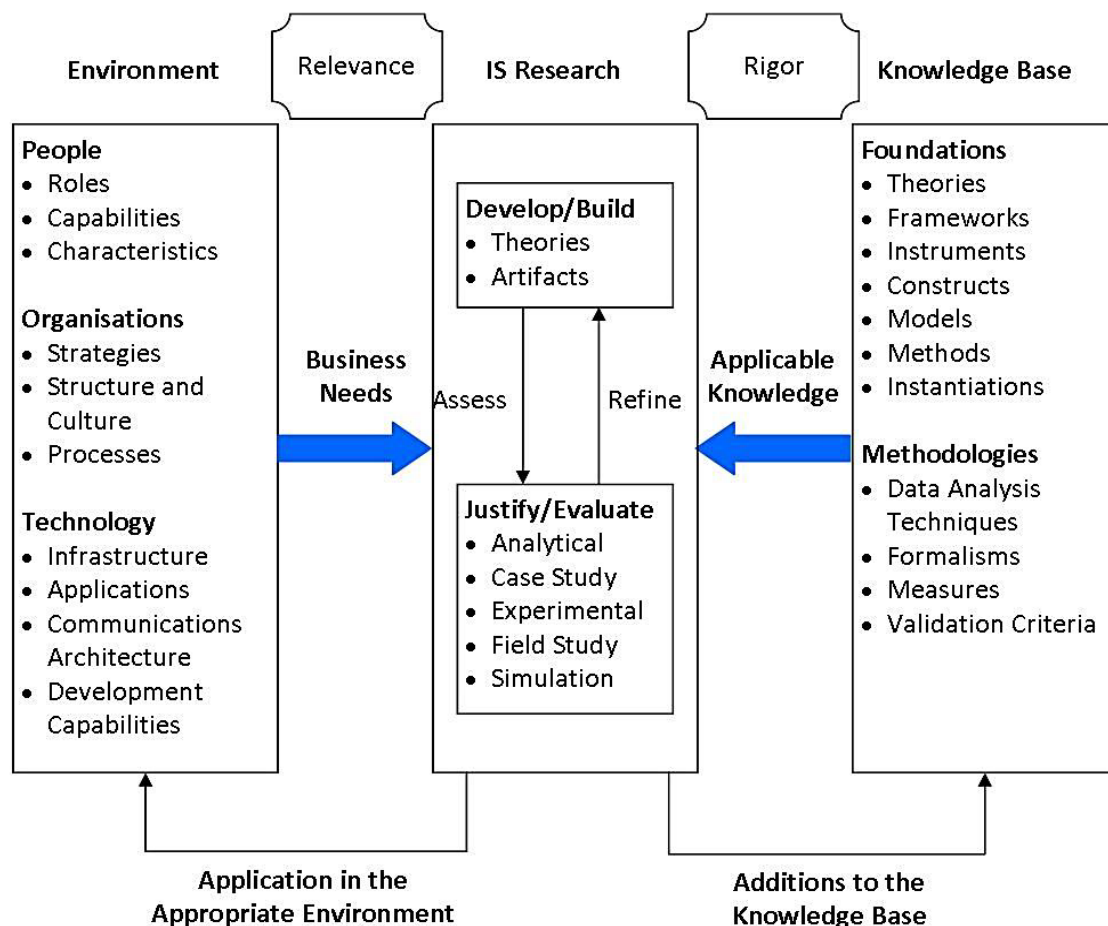 Environment
Relevance
IS Research
Rigor
Knowledge Base
People
• Roles
• Capabilities
• Characteristics
Organisations
• Strategies
• Structure and
Culture
• Processes
Technology
• Infrastructure
• Applications
• Communications
Architecture
• Development
Capabilities
Business
Needs
Develop/Build
• Theories
• Artifacts
Assess
Refine
Justify/Evaluate
• Analytical
• Case Study
• Experimental
• Field Study
• Simulation
Applicable
Knowledge
Foundations
• Theories
• Frameworks
• Instruments
• Constructs
• Models
• Methods
• Instantiations
Methodologies
• Data Analysis
Techniques
• Formalisms
• Measures
• Validation Criteria
Application in the
Appropriate Environment
Additions to the
Knowledge Base